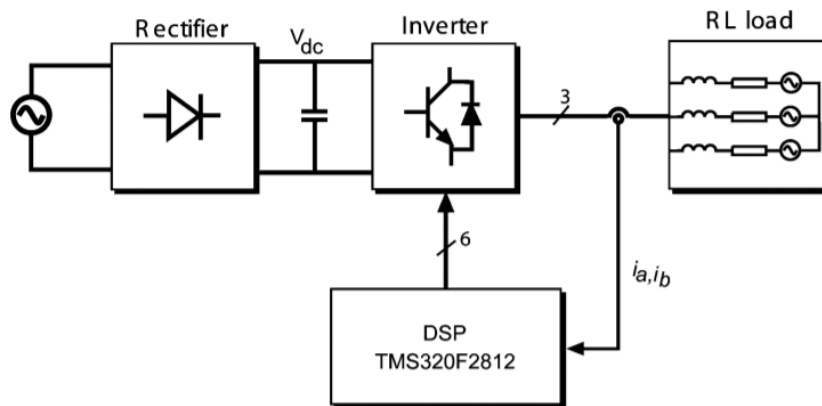 Rectifier
Vdc
Inverter
RL load
3
6
ia,ib
DSP
TMS320F2812